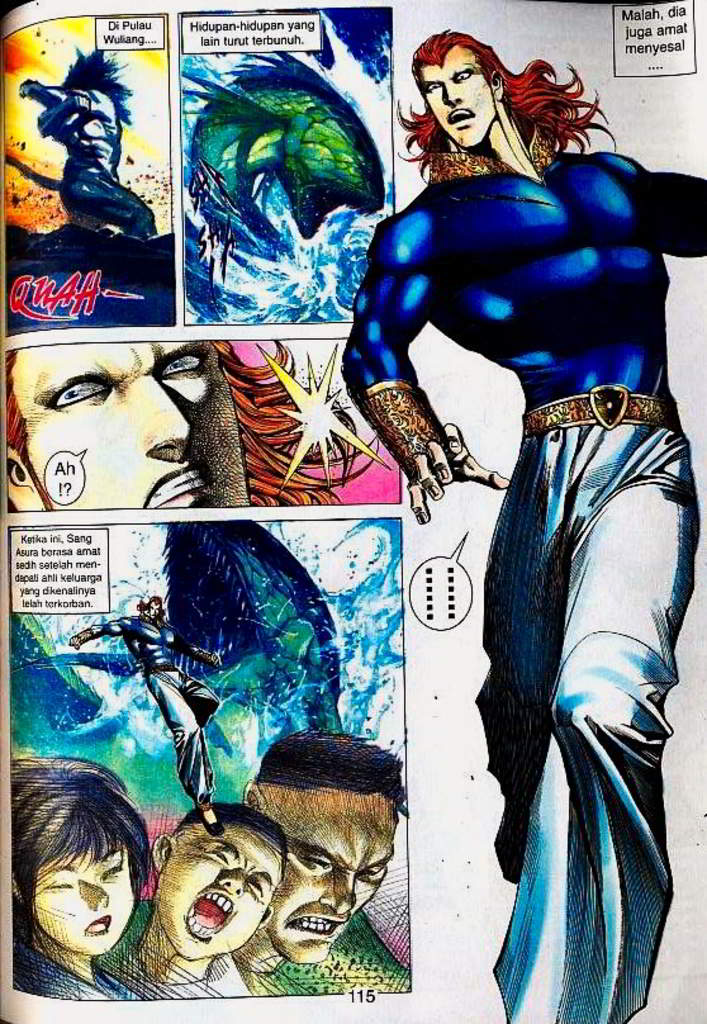 Di Pulau
Wuliang....
Hidupan-hidupan yang
lain turut terbunuh.
QUAH
Ah
!?
Ketika ini, Sang
Asura berasa amat
sedih setelah men-
dapati ahli keluarga
yang dikenalinya
telah terkorban.
Malah, dia
juga amat
menyesal
....
115